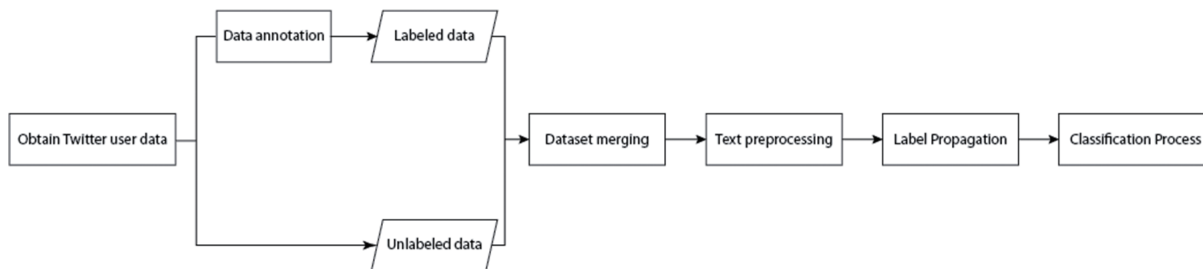 Data annotation
Labeled data
Obtain Twitter user data
Dataset merging
Text preprocessing
Label Propagation
Classification Process
Unlabeled data